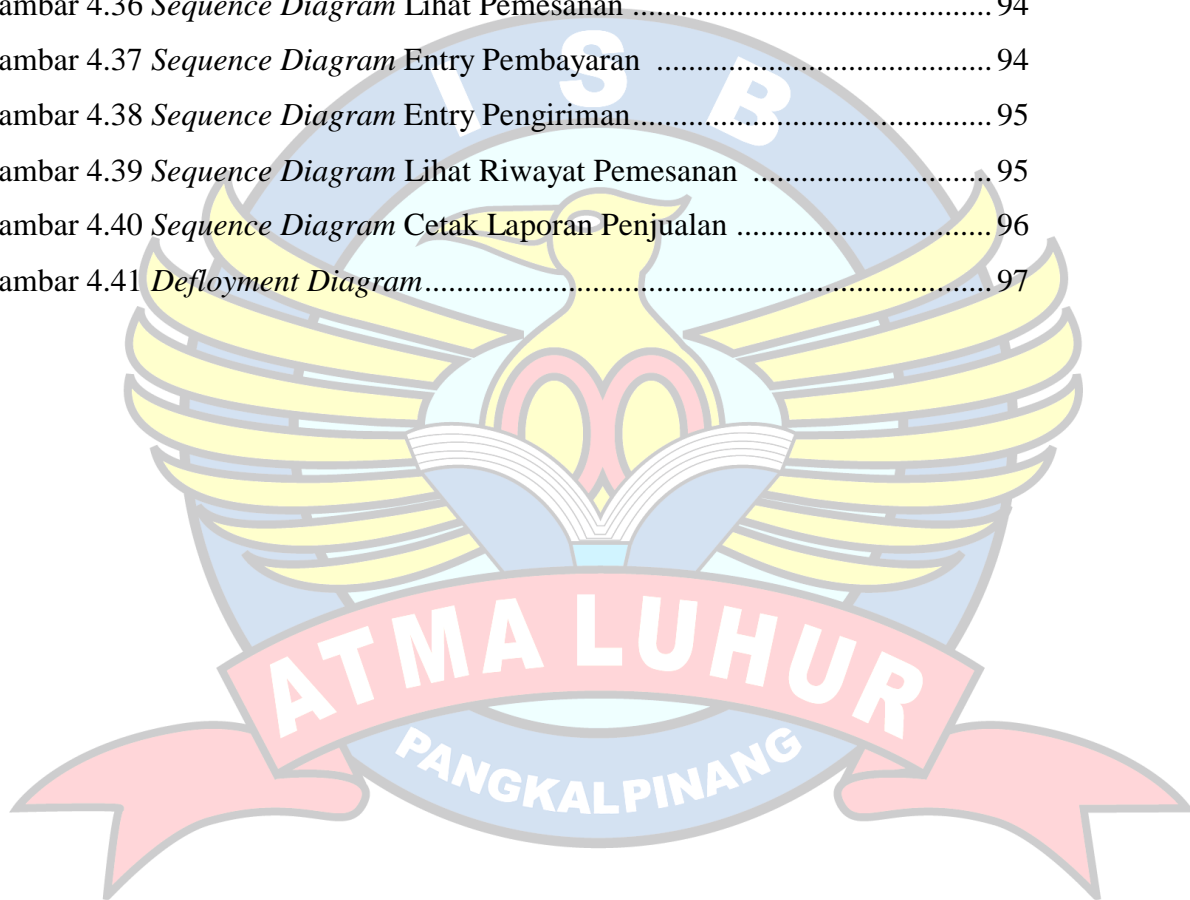 ambar 4.36 Sequence Diagram Lihat Pemesanan ............................................. 94
ambar 4.37 Sequence Diagram Entry Pembayaran .......................................... 94
ambar 4.38 Sequence Diagram Entry Pengiriman............................................. 95
ambar 4.39 Sequence Diagram Lihat Riwayat Pemesanan .............................. 95
ambar 4.40 Sequence Diagram Cetak Laporan Penjualan ................................ 96
ambar 4.41 Defloyment Diagram....................................................................... 97
I S B
ATMA LUHUR
PANGKALPINANG